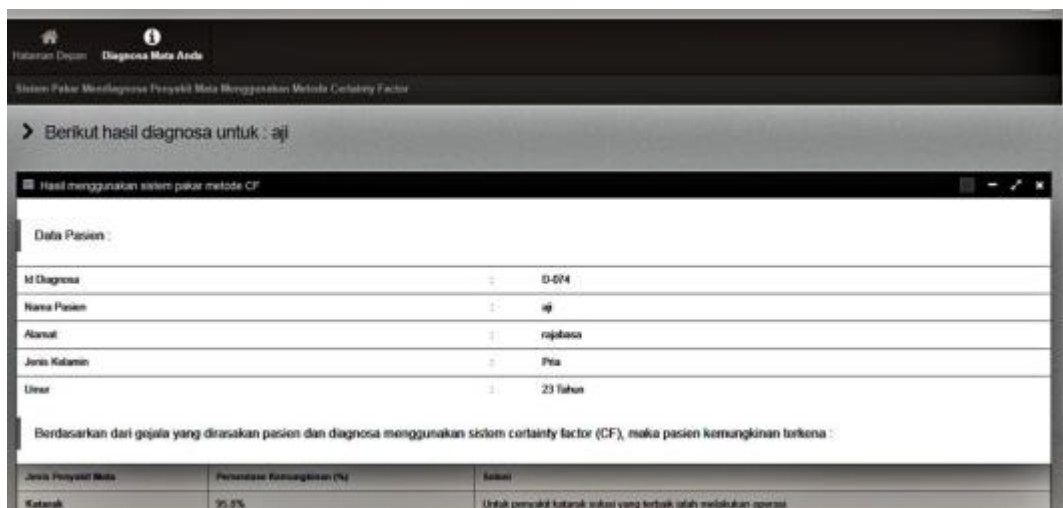 Halaman Depan Diagnosa Mata Anda
Sistem Pakar Mendiagnosa Penyakit Mata Menggunakan Metode Certainty Factor
Berikut hasil diagnosa untuk : aji
Hasil menggunakan sistem pakar metode CF
Data Pasien :
Id Diagnosa : D-074
Nama Pasien : aji
Alamat : rajabasa
Jenis Kelamin : Pria
Umur : 23 Tahun
Berdasarkan dari gejala yang dirasakan pasien dan diagnosa menggunakan sistem certainty factor (CF), maka pasien kemungkinan terkena :
Jenis Penyakit Mata Persentase Kemungkinan (%) Solusi
Katarak Untuk penyakit katarak solusi yang terbaik ialah melakukan operasi